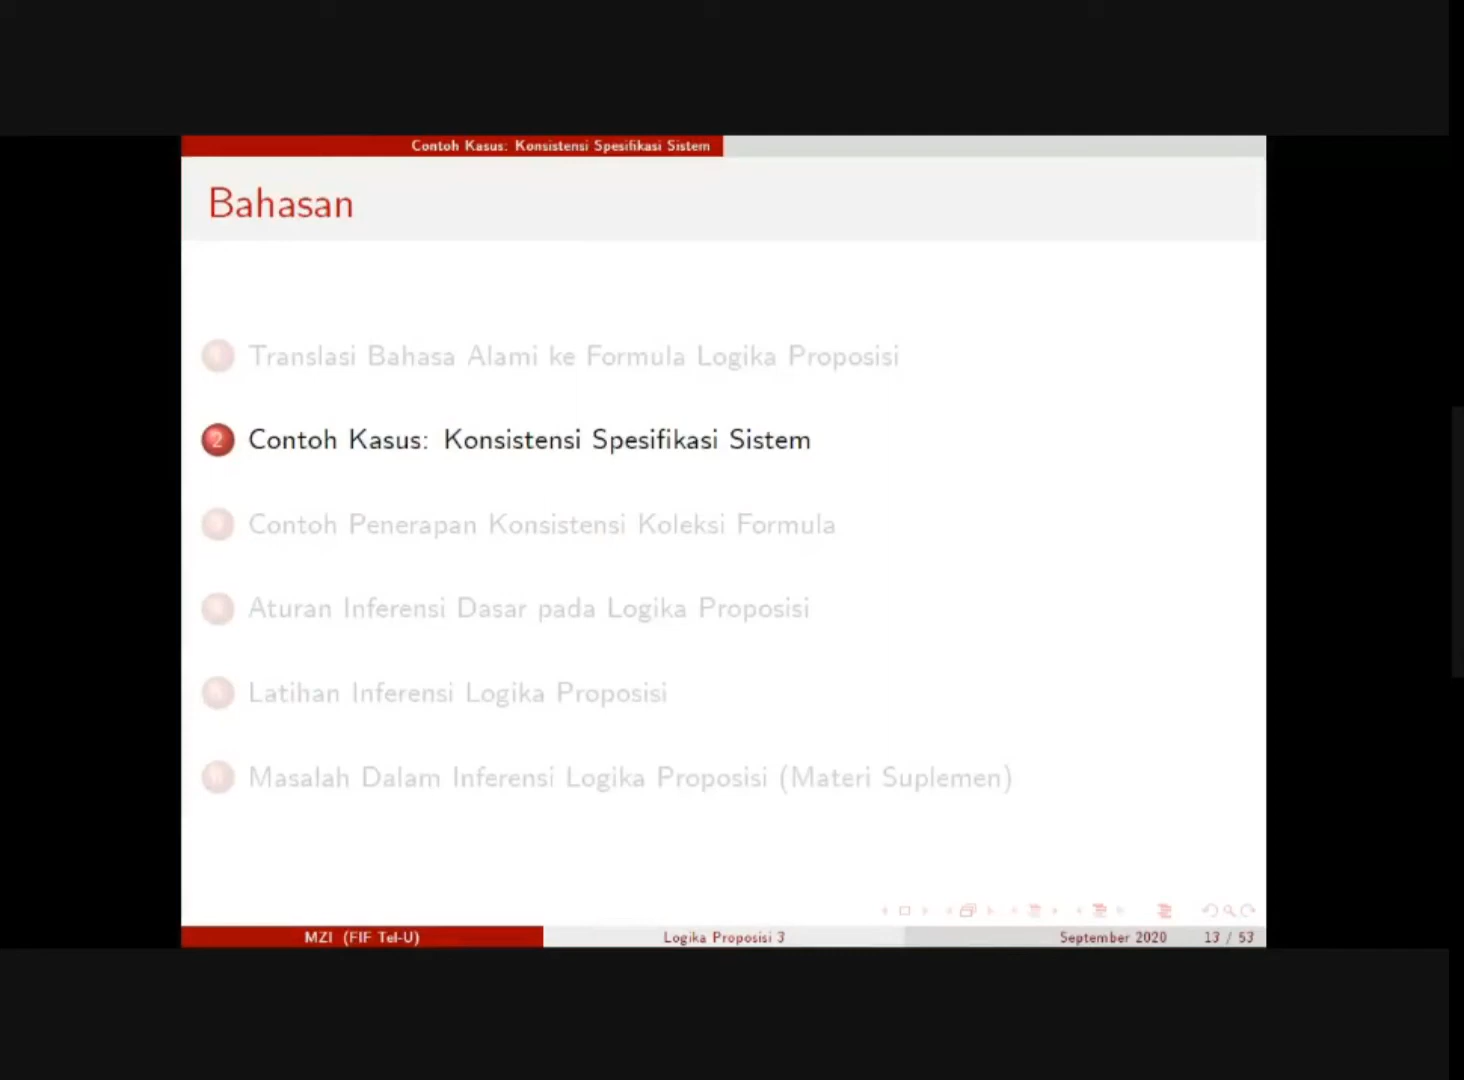 Contoh Kasus: Konsistensi Spesifikasi Sistem
Bahasan
Translasi Bahasa Alami ke Formula Logika Proposisi
2 Contoh Kasus: Konsistensi Spesifikasi Sistem
Contoh Penerapan Konsistensi Koleksi Formula
Aturan Inferensi Dasar pada Logika Proposisi
Latihan Inferensi Logika Proposisi
Masalah Dalam Inferensi Logika Proposisi (Materi Suplemen)
MZI (FIF Tel-U) Logika Proposisi 3 September 2020 13 / 53